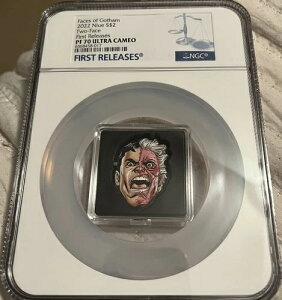 Faces of Gotham
2022 Niue S$2
Two-Face
First Releases
PF 70 ULTRA CAMEO
FIRST RELEASES®
NGC®